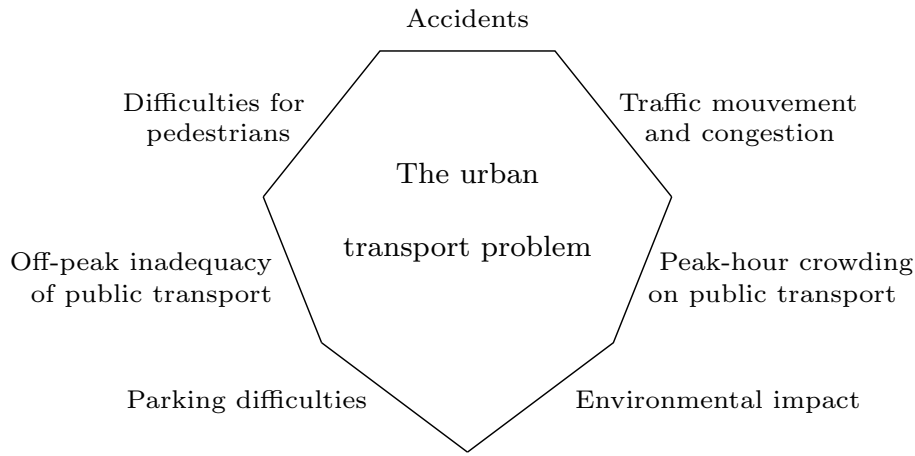 Accidents
Difficulties for
pedestrians
Traffic mouvement
and congestion
The urban
transport problem
Off-peak inadequacy
of public transport
Peak-hour crowding
on public transport
Parking difficulties
Environmental impact